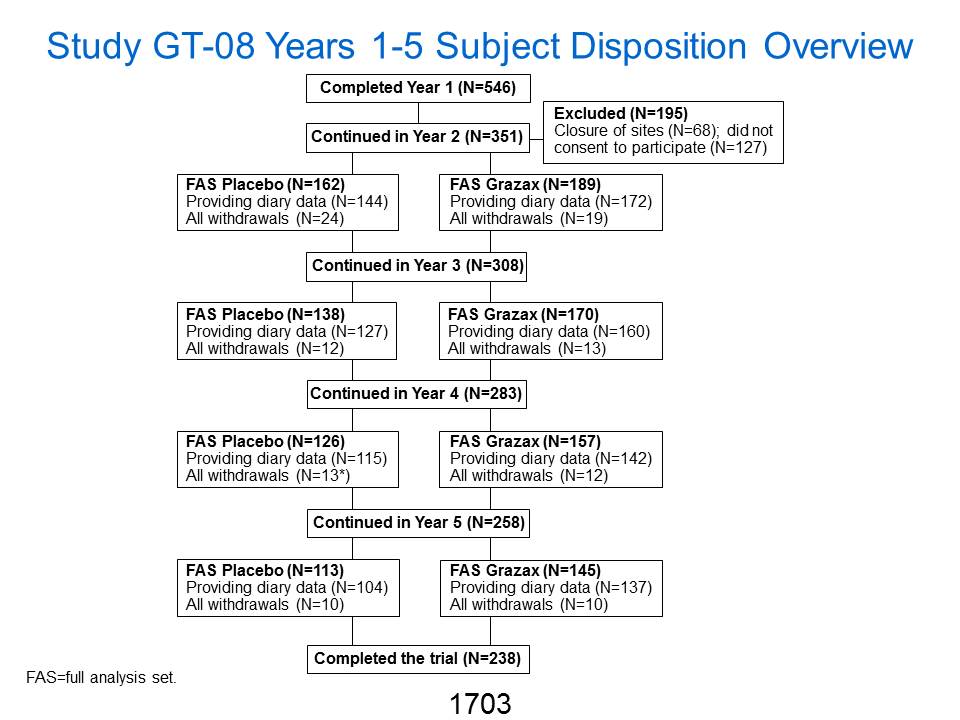 Study GT-08 Years 1-5 Subject Disposition Overview
Completed Year 1 (N=546)
Continued in Year 2 (N=351)
Excluded (N=195)
Closure of sites (N=68); did not
consent to participate (N=127)
FAS Placebo (N=162)
Providing diary data (N=144)
All withdrawals (N=24)
FAS Grazax (N=189)
Providing diary data (N=172)
All withdrawals (N=19)
Continued in Year 3 (N=308)
FAS Placebo (N=138)
Providing diary data (N=127)
All withdrawals (N=12)
FAS Grazax (N=170)
Providing diary data (N=160)
All withdrawals (N=13)
Continued in Year 4 (N=283)
FAS Placebo (N=126)
Providing diary data (N=115)
All withdrawals (N=13*)
FAS Grazax (N=157)
Providing diary data (N=142)
All withdrawals (N=12)
Continued in Year 5 (N=258)
FAS Placebo (N=113)
Providing diary data (N=104)
All withdrawals (N=10)
FAS Grazax (N=145)
Providing diary data (N=137)
All withdrawals (N=10)
Completed the trial (N=238)
FAS=full analysis set.
1703